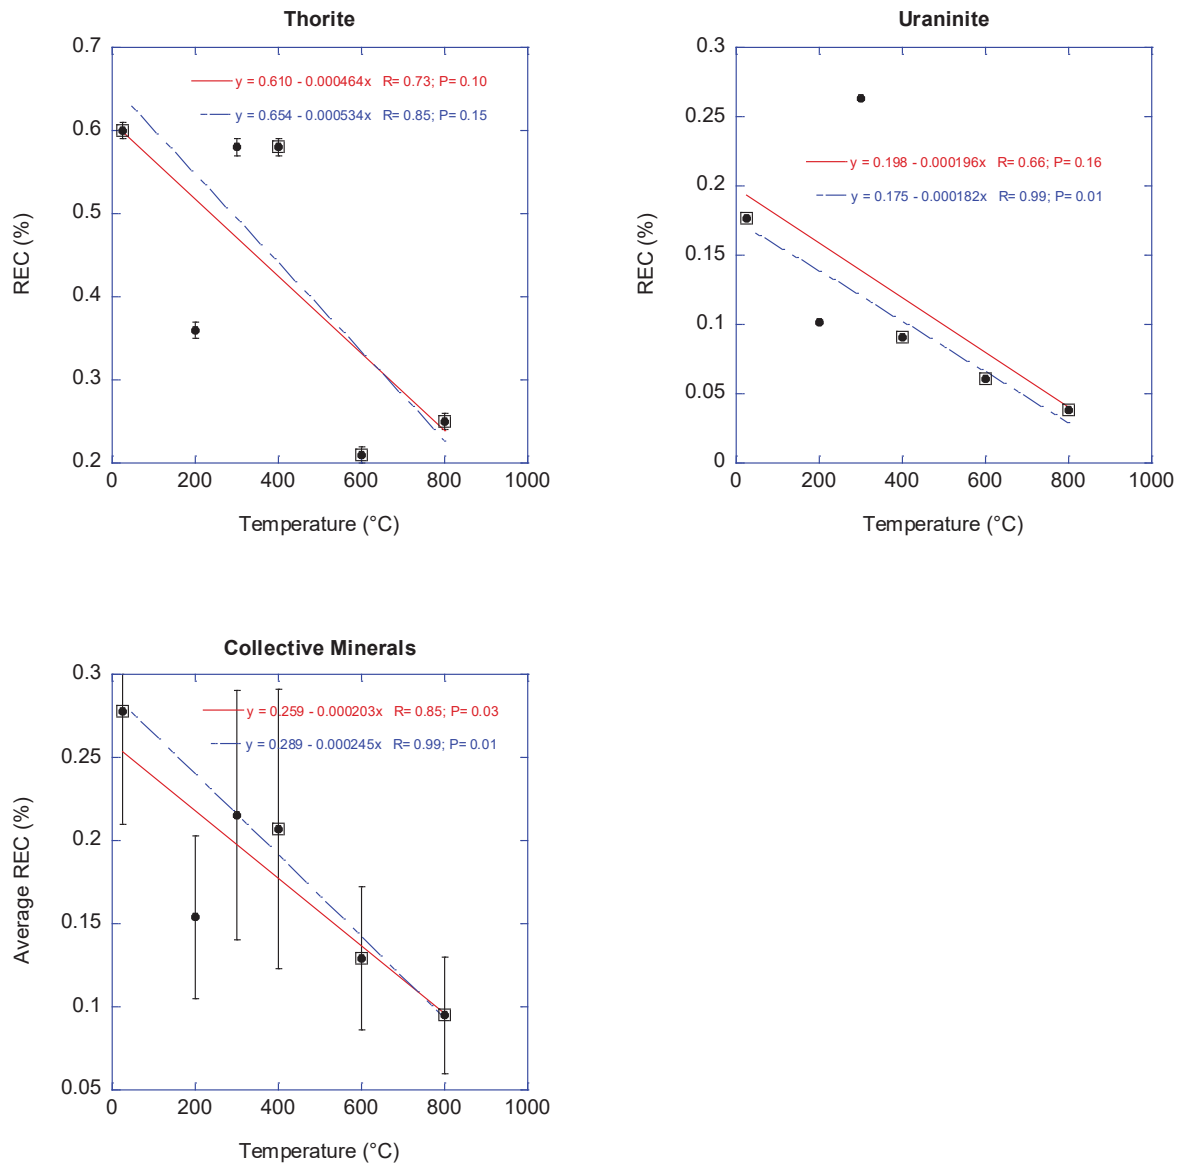 Thorite
0.7
0.6
0.5
0.4
0.3
0.2
REC (%)
y = 0.610 - 0.000464x R= 0.73; P= 0.10
y = 0.654 - 0.000534x R= 0.85; P= 0.15
0 200 400 600 800 1000
Temperature (°C)
Uraninite
0.3
0.25
0.2
0.15
0.1
0.05
0
REC (%)
y = 0.198 - 0.000196x R= 0.66; P= 0.16
y = 0.175 - 0.000182x R= 0.99; P= 0.01
0 200 400 600 800 1000
Temperature (°C)
Collective Minerals
0.3
0.25
0.2
0.15
0.1
0.05
Average REC (%)
y = 0.259 - 0.000203x R= 0.85; P= 0.03
y = 0.289 - 0.000245x R= 0.99; P= 0.01
0 200 400 600 800 1000
Temperature (°C)